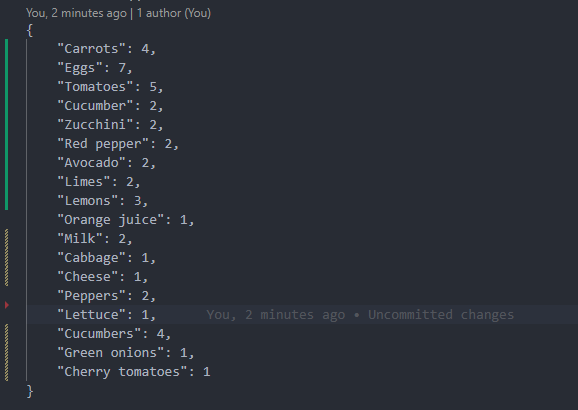 You, 2 minutes ago | 1 author (You)
{
"Carrots": 4,
"Eggs": 7,
"Tomatoes": 5,
"Cucumber": 2,
"Zucchini": 2,
"Red pepper": 2,
"Avocado": 2,
"Limes": 2,
"Lemons": 3,
"Orange juice": 1,
"Milk": 2,
"Cabbage": 1,
"Cheese": 1,
"Peppers": 2,
"Lettuce": 1, You, 2 minutes ago • Uncommitted changes
"Cucumbers": 4,
"Green onions": 1,
"Cherry tomatoes": 1
}